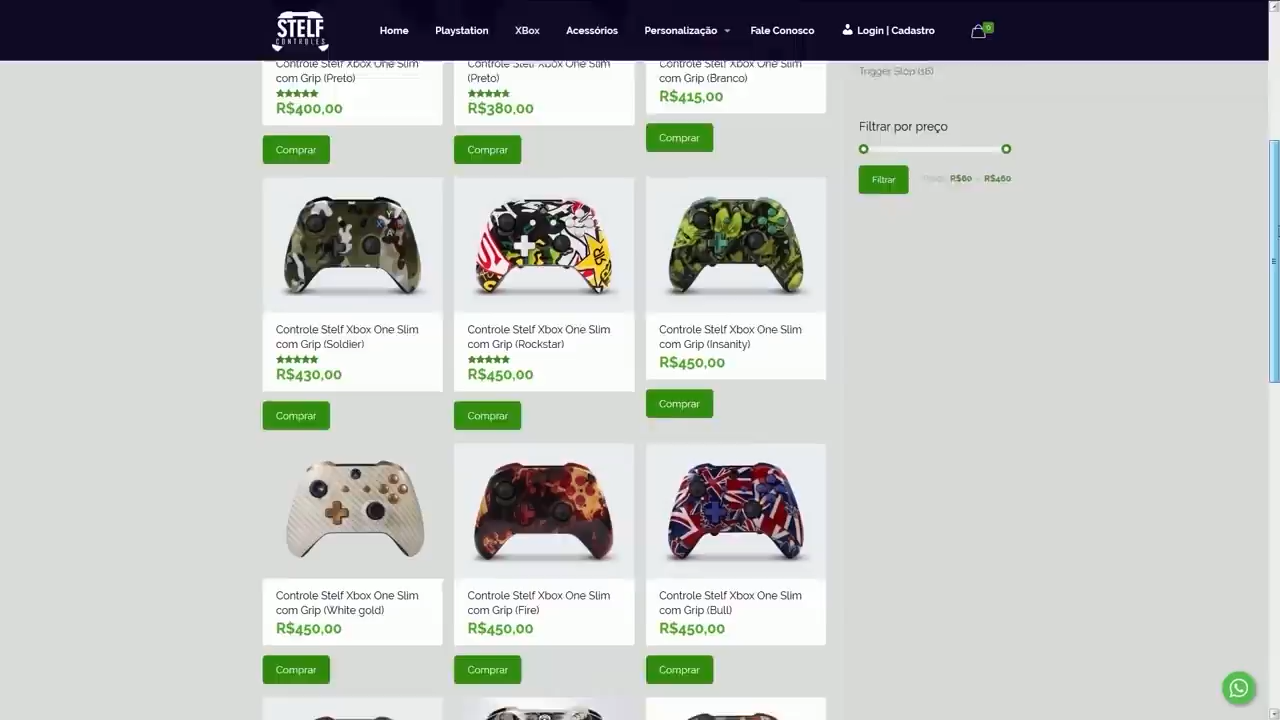 STELF
CONTROLES
Home
Playstation
XBox
Acessórios
Personalização
Fale Conosco
Login | Cadastro
0
Controle Stelf Xbox One Slim
com Grip (Preto)
R$400,00
Comprar
Controle Stelf Xbox One Slim
(Preto)
R$380,00
Comprar
Controle Stelf Xbox One Slim
com Grip (Branco)
R$415,00
Comprar
Trigger Stop (16)
Filtrar por preço
Filtrar
R$60 - R$460
Controle Stelf Xbox One Slim
com Grip (Soldier)
R$430,00
Comprar
Controle Stelf Xbox One Slim
com Grip (Rockstar)
R$450,00
Comprar
Controle Stelf Xbox One Slim
com Grip (Insanity)
R$450,00
Comprar
Controle Stelf Xbox One Slim
com Grip (White gold)
R$450,00
Comprar
Controle Stelf Xbox One Slim
com Grip (Fire)
R$450,00
Comprar
Controle Stelf Xbox One Slim
com Grip (Bull)
R$450,00
Comprar